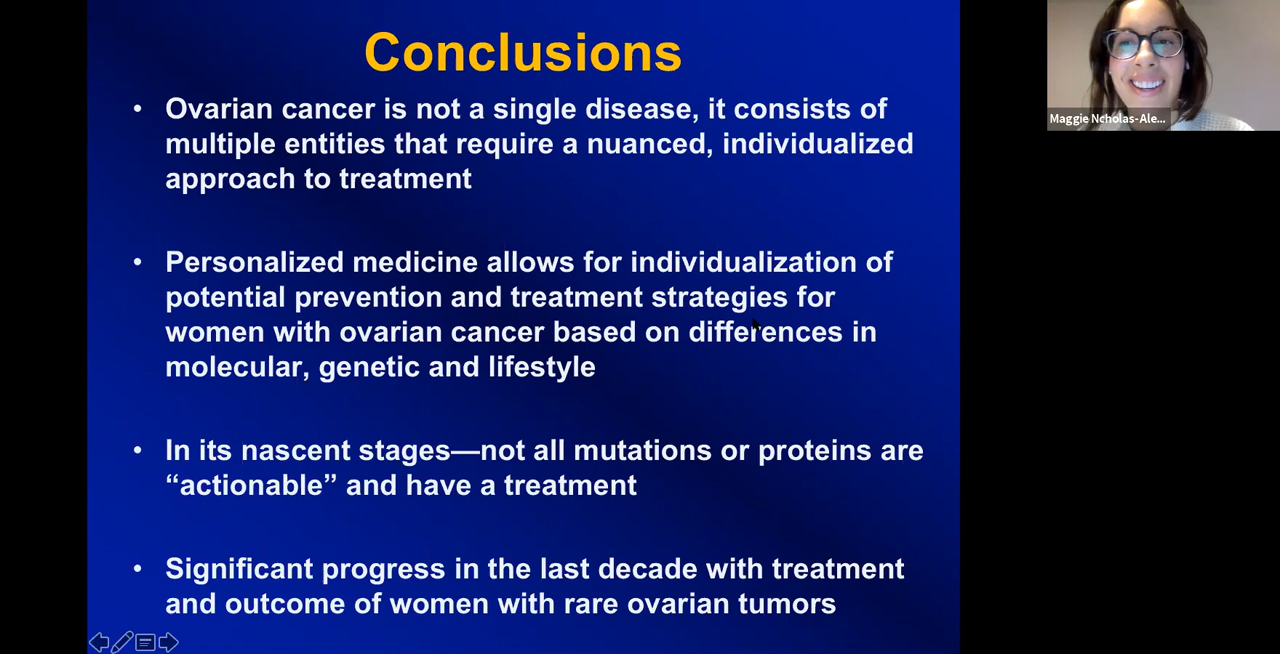 Conclusions
• Ovarian cancer is not a single disease, it consists of
multiple entities that require a nuanced, individualized
approach to treatment
• Personalized medicine allows for individualization of
potential prevention and treatment strategies for
women with ovarian cancer based on differences in
molecular, genetic and lifestyle
• In its nascent stages—not all mutations or proteins are
“actionable” and have a treatment
• Significant progress in the last decade with treatment
and outcome of women with rare ovarian tumors
Maggie Ncholas-Ale...